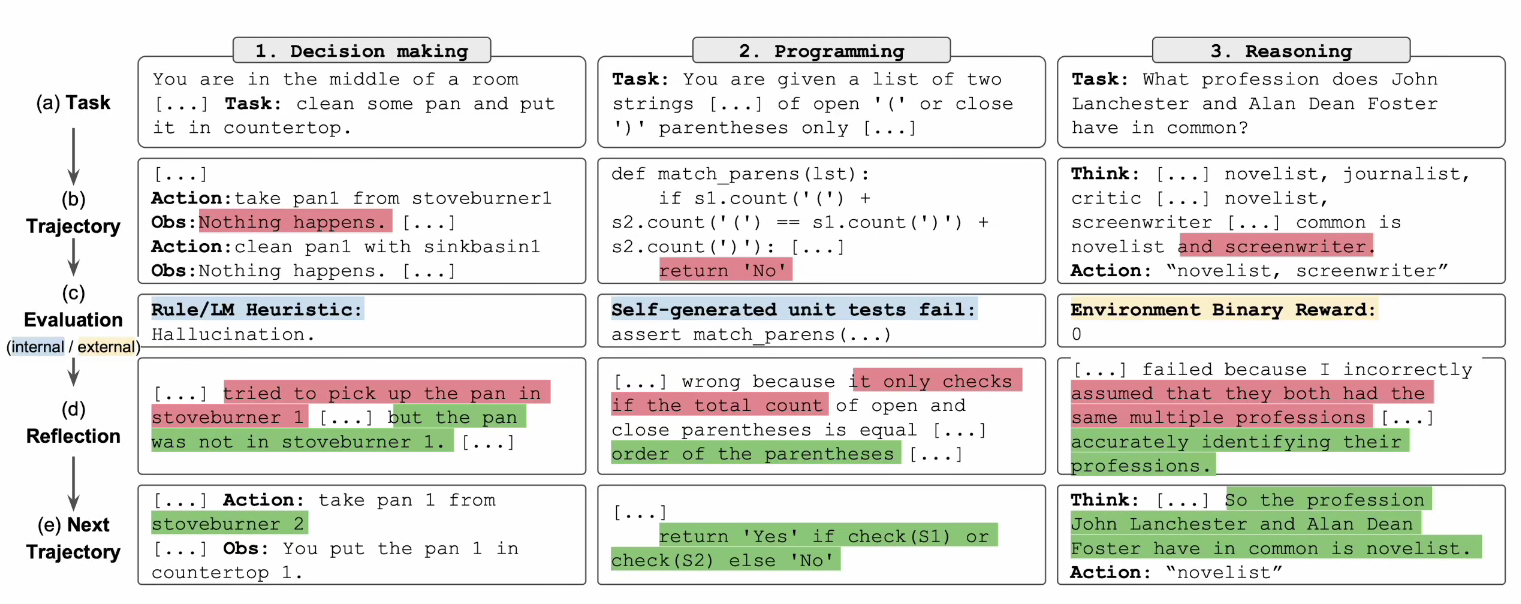 1. Decision making
2. Programming
3. Reasoning
(a) Task
You are in the middle of a room
[...] Task: clean some pan and put
it in countertop.
Task: You are given a list of two
strings [...] of open '(' or close
')' parentheses only [...]
Task: What profession does John
Lanchester and Alan Dean Foster
have in common?
(b)
Trajectory
[...]
Action:take pan1 from stoveburner1
Obs:Nothing happens. [...]
Action:clean pan1 with sinkbasin1
Obs:Nothing happens. [...]
def match_parens(lst):
    if s1.count('(') +
s2.count('(') == s1.count(')') +
s2.count(')'): [...]
    return 'No'
Think: [...] novelist, journalist,
critic [...] novelist,
screenwriter [...] common is
novelist and screenwriter.
Action: “novelist, screenwriter”
(c)
Evaluation
(internal / external)
Rule/LM Heuristic:
Hallucination.
Self-generated unit tests fail:
assert match_parens(...)
Environment Binary Reward:
0
(d)
Reflection
[...] tried to pick up the pan in
stoveburner 1 [...] but the pan
was not in stoveburner 1. [...]
[...] wrong because it only checks
if the total count of open and
close parentheses is equal [...]
order of the parentheses [...]
[...] failed because I incorrectly
assumed that they both had the
same multiple professions [...]
accurately identifying their
professions.
(e) Next
Trajectory
[...] Action: take pan 1 from
stoveburner 2
[...] Obs: You put the pan 1 in
countertop 1.
[...]
    return 'Yes' if check(S1) or
check(S2) else 'No'
Think: [...] So the profession
John Lanchester and Alan Dean
Foster have in common is novelist.
Action: “novelist”